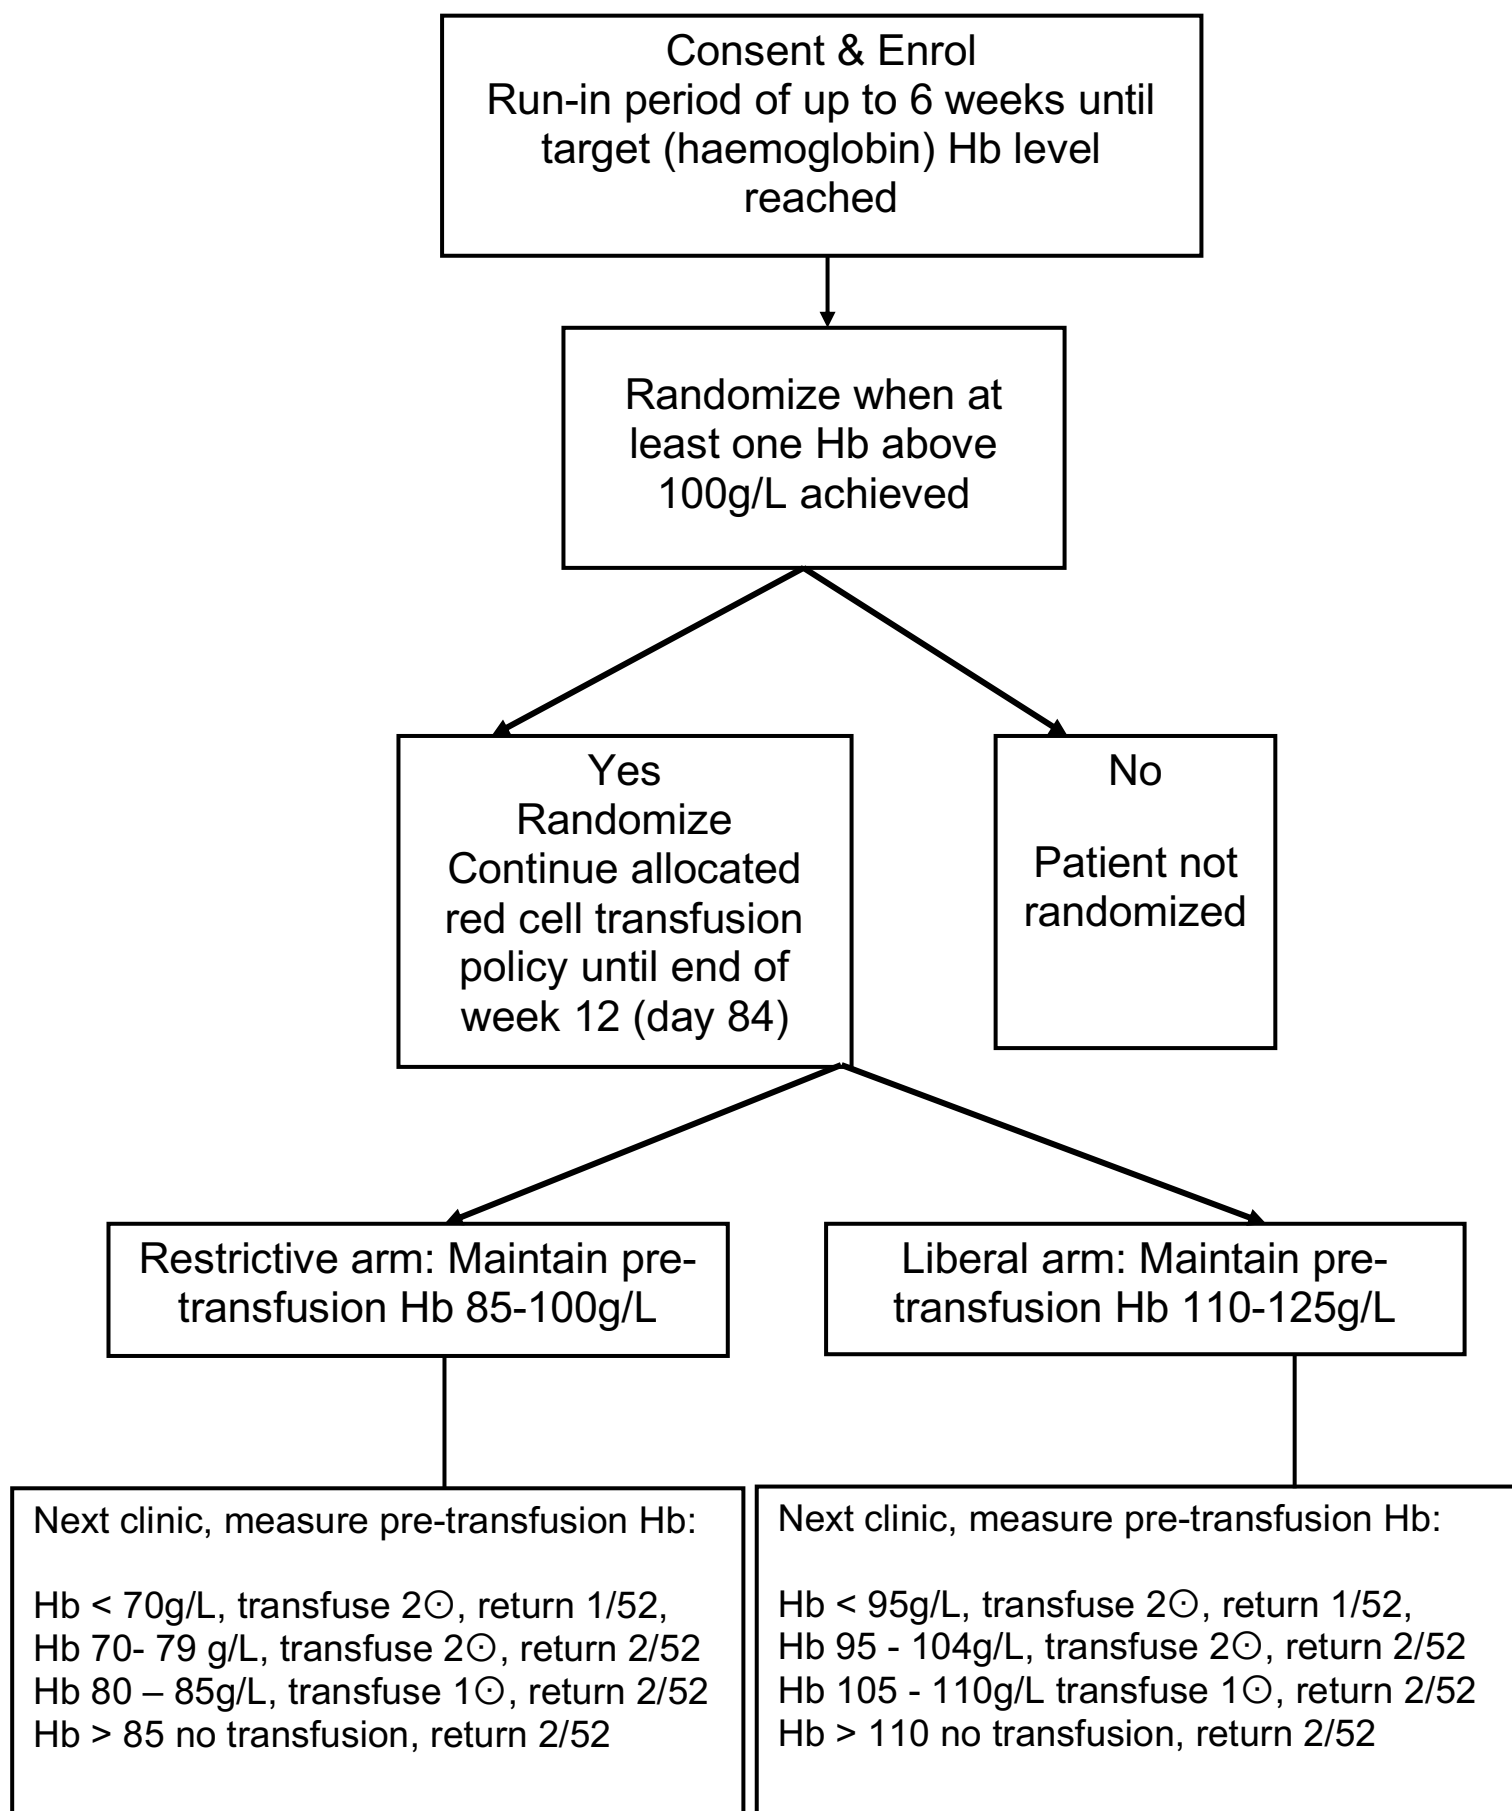 Consent & Enrol
Run-in period of up to 6 weeks until
target (haemoglobin) Hb level
reached
Randomize when at
least one Hb above
100g/L achieved
Yes
Randomize
Continue allocated
red cell transfusion
policy until end of
week 12 (day 84)
No
Patient not
randomized
Restrictive arm: Maintain pre-
transfusion Hb 85-100g/L
Liberal arm: Maintain pre-
transfusion Hb 110-125g/L
Next clinic, measure pre-transfusion Hb:
Hb < 70g/L, transfuse 2⊙, return 1/52,
Hb 70- 79 g/L, transfuse 2⊙, return 2/52
Hb 80 – 85g/L, transfuse 1⊙, return 2/52
Hb > 85 no transfusion, return 2/52
Next clinic, measure pre-transfusion Hb:
Hb < 95g/L, transfuse 2⊙, return 1/52,
Hb 95 - 104g/L, transfuse 2⊙, return 2/52
Hb 105 - 110g/L transfuse 1⊙, return 2/52
Hb > 110 no transfusion, return 2/52